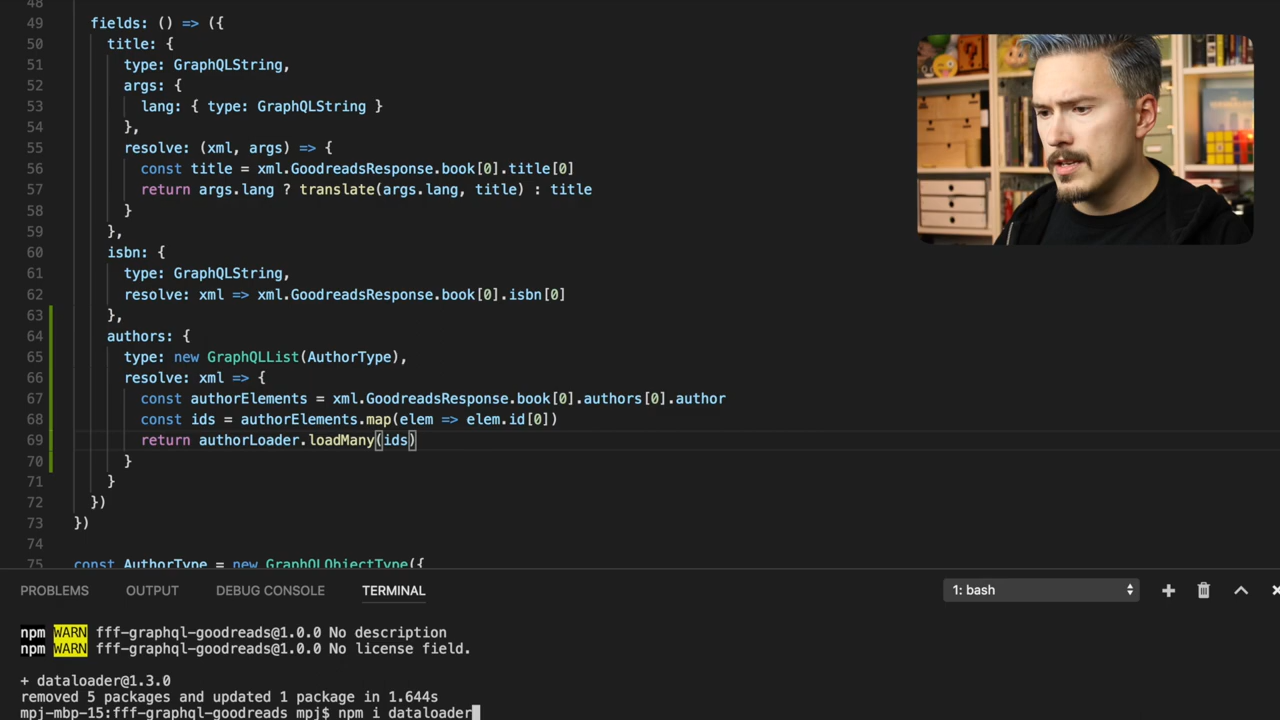 48
49 fields: () => ({
50 title: {
51 type: GraphQLString,
52 args: {
53 lang: { type: GraphQLString }
54 },
55 resolve: (xml, args) => {
56 const title = xml.GoodreadsResponse.book[0].title[0]
57 return args.lang ? translate(args.lang, title) : title
58 }
59 },
60 isbn: {
61 type: GraphQLString,
62 resolve: xml => xml.GoodreadsResponse.book[0].isbn[0]
63 },
64 authors: {
65 type: new GraphQLList(AuthorType),
66 resolve: xml => {
67 const authorElements = xml.GoodreadsResponse.book[0].authors[0].author
68 const ids = authorElements.map(elem => elem.id[0])
69 return authorLoader.loadMany(ids)
70 }
71 }
72 })
73 })
74
75 const AuthorType = new GraphQLObjectType({
PROBLEMS OUTPUT DEBUG CONSOLE TERMINAL 1: bash
npm WARN fff-graphql-goodreads@1.0.0 No description
npm WARN fff-graphql-goodreads@1.0.0 No license field.
+ dataloader@1.3.0
removed 5 packages and updated 1 package in 1.644s
mpj-mbp-15:fff-graphql-goodreads mpj$ npm i dataloader